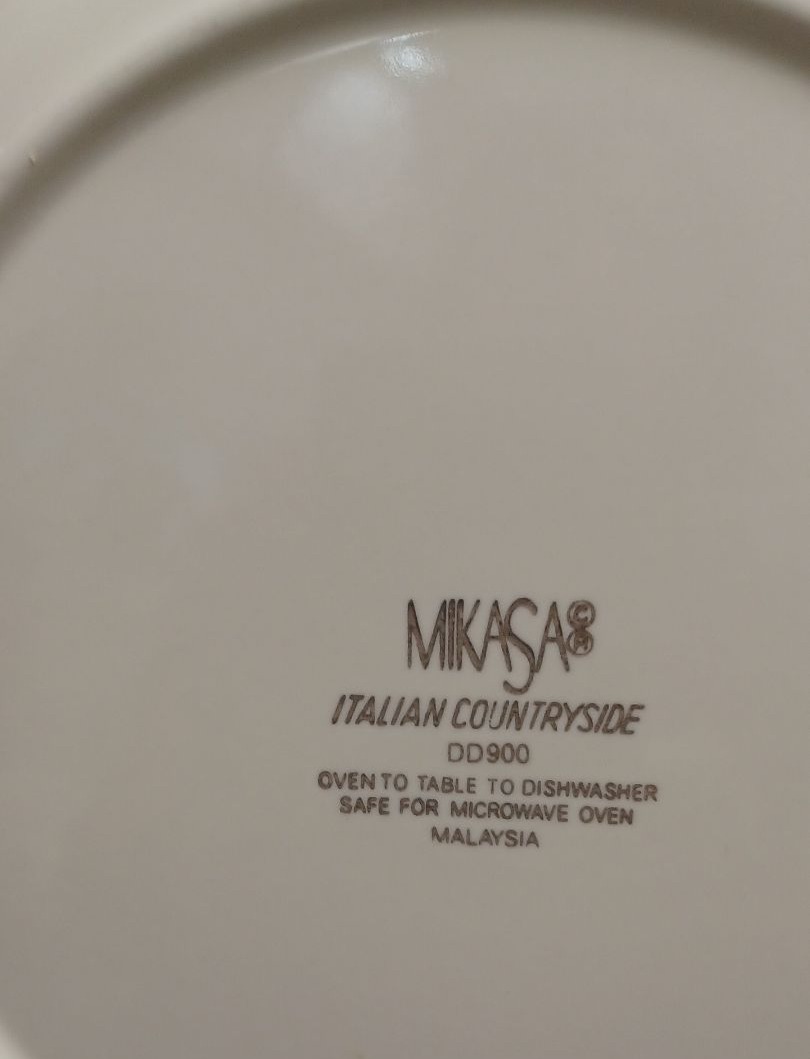 MIKASA©Ⓡ
ITALIAN COUNTRYSIDE
DD900
OVEN TO TABLE TO DISHWASHER
SAFE FOR MICROWAVE OVEN
MALAYSIA